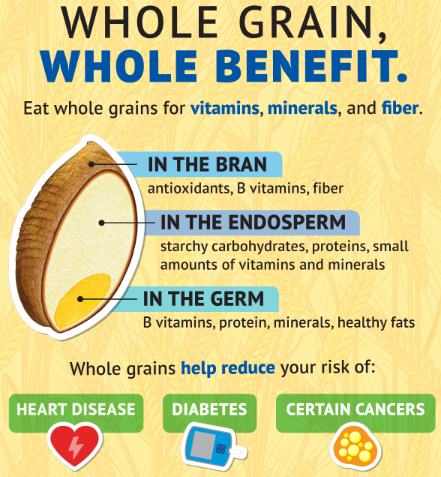 WHOLE GRAIN,
WHOLE BENEFIT.
Eat whole grains for vitamins, minerals, and fiber.
IN THE BRAN
antioxidants, B vitamins, fiber
IN THE ENDOSPERM
starchy carbohydrates, proteins, small
amounts of vitamins and minerals
IN THE GERM
B vitamins, protein, minerals, healthy fats
Whole grains help reduce your risk of:
HEART DISEASE
DIABETES
CERTAIN CANCERS